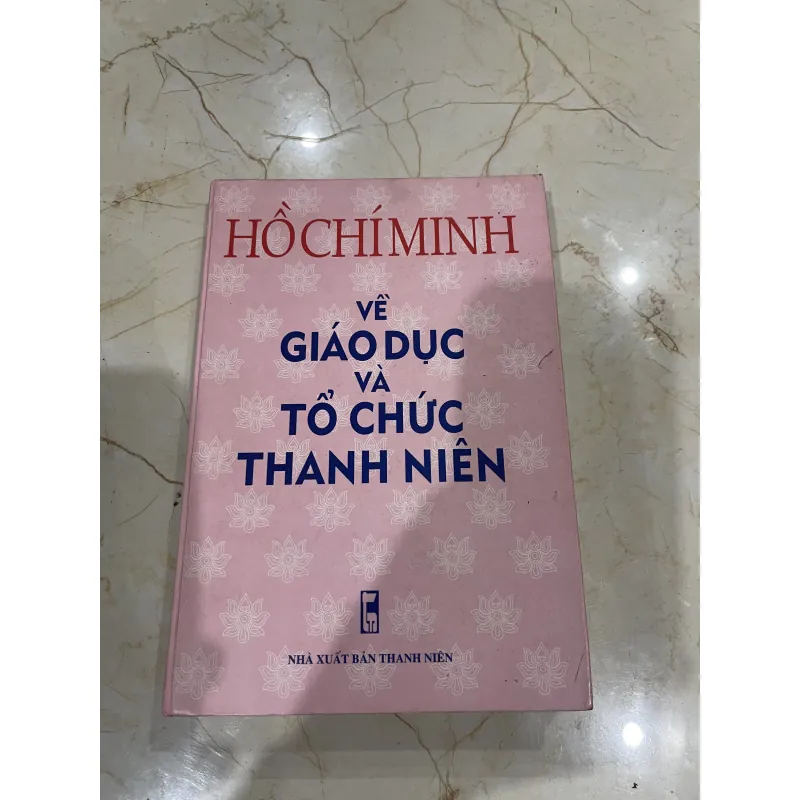 HỒ CHÍ MINH
VỀ
GIÁO DỤC
VÀ
TỔ CHỨC
THANH NIÊN
NHÀ XUẤT BẢN THANH NIÊN